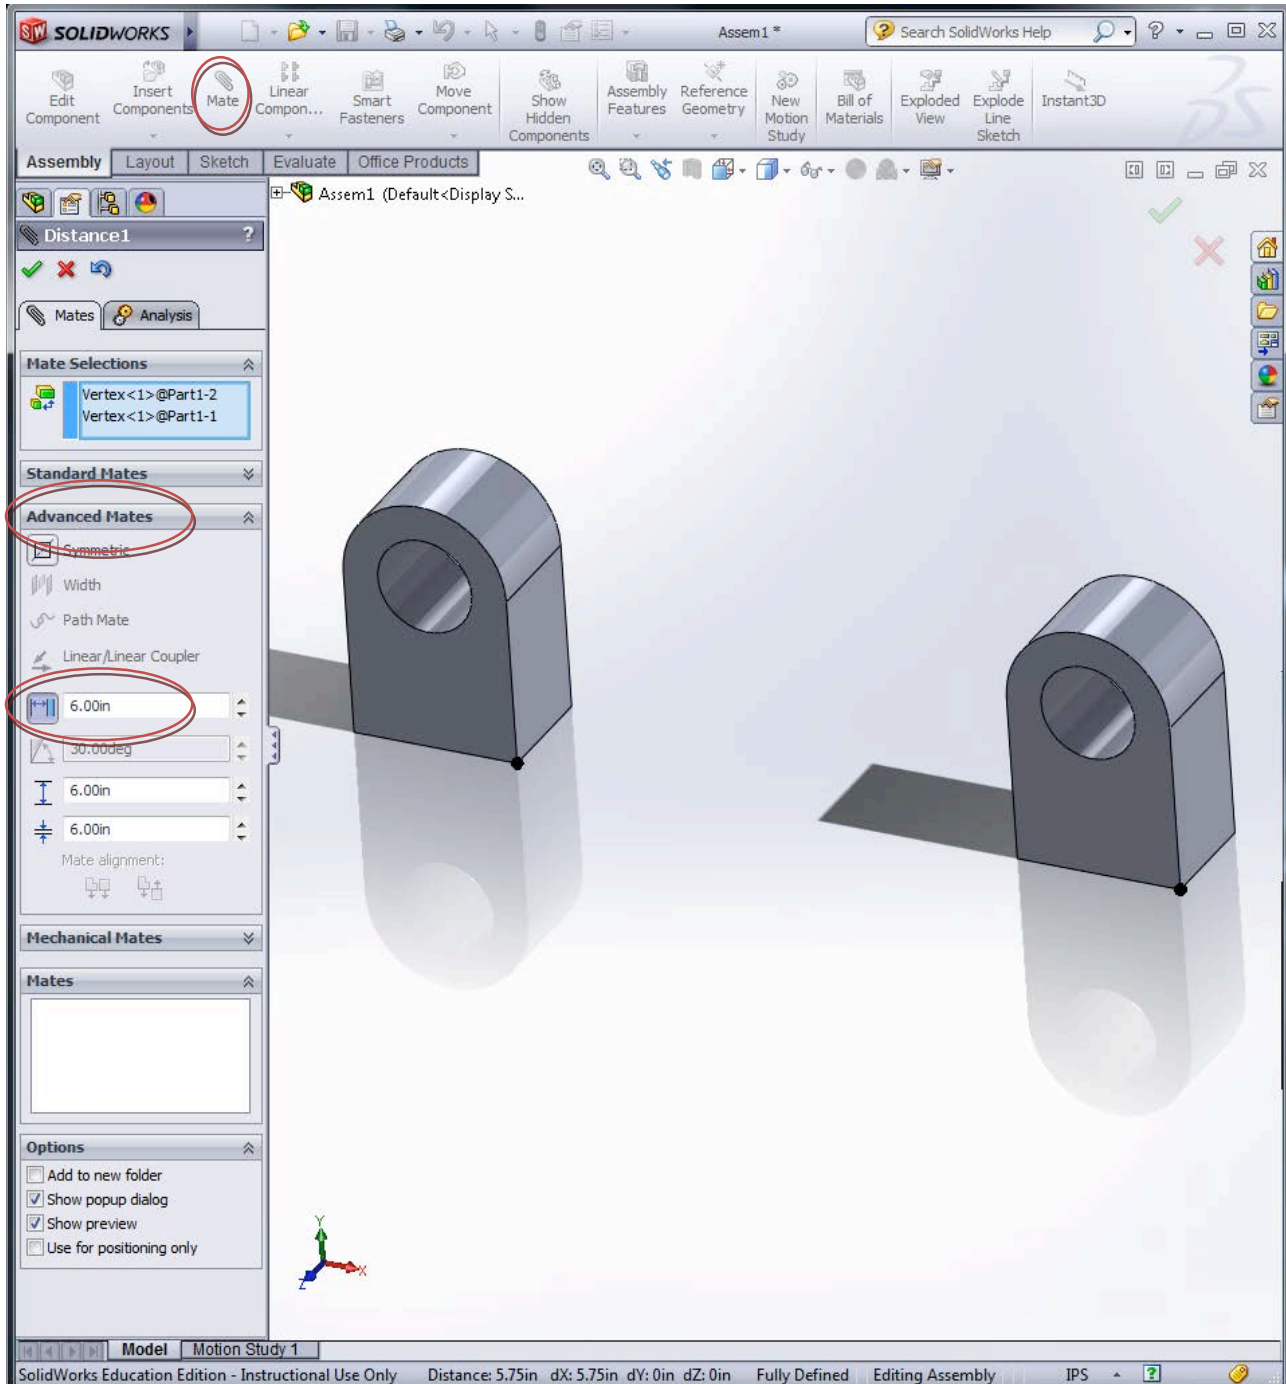 SW SOLIDWORKS
Assem1 *
Search SolidWorks Help
?
Edit Component
Insert Components
Mate
Linear Compon...
Smart Fasteners
Move Component
Show Hidden Components
Assembly Features
Reference Geometry
New Motion Study
Bill of Materials
Exploded View
Explode Line Sketch
Instant3D
Assembly Layout Sketch Evaluate Office Products
Assem1 (Default<Display S...
Distance1 ?
Mates Analysis
Mate Selections
Vertex<1>@Part1-2
Vertex<1>@Part1-1
Standard Mates
Advanced Mates
Symmetric
Width
Path Mate
Linear/Linear Coupler
6.00in
30.00deg
6.00in
6.00in
Mate alignment:
Mechanical Mates
Mates
Options
Add to new folder
Show popup dialog
Show preview
Use for positioning only
Y
X
Z
Model Motion Study 1
SolidWorks Education Edition - Instructional Use Only Distance: 5.75in dX: 5.75in dY: 0in dZ: 0in Fully Defined Editing Assembly IPS ?